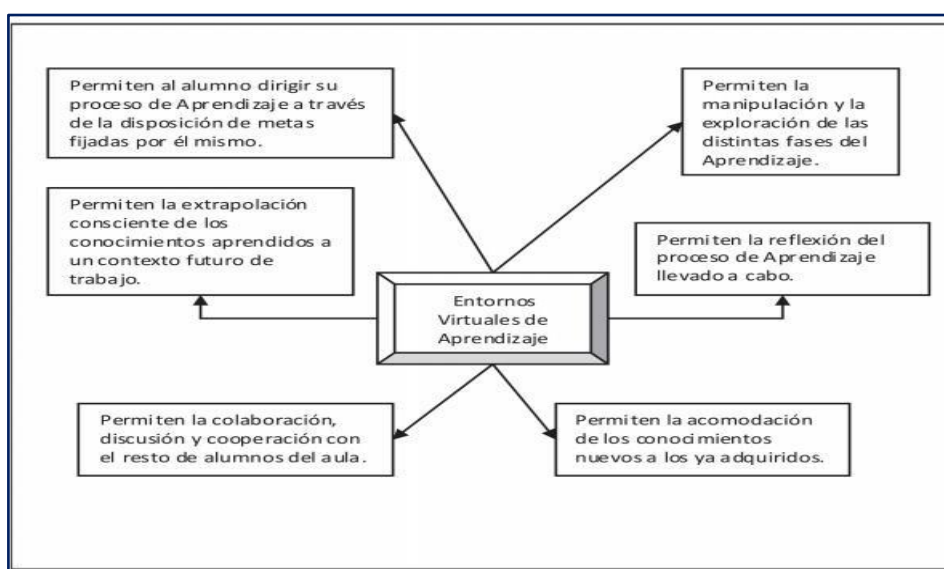 Permiten al alumno dirigir su
proceso de Aprendizaje a través
de la disposición de metas
fijadas por él mismo.
Permiten la
manipulación y la
exploración de las
distintas fases del
Aprendizaje.
Permiten la extrapolación
consciente de los
conocimientos aprendidos a
un contexto futuro de
trabajo.
Permiten la reflexión del
proceso de Aprendizaje
llevado a cabo.
Entornos
Virtuales de
Aprendizaje
Permiten la colaboración,
discusión y cooperación con
el resto de alumnos del aula.
Permiten la acomodación
de los conocimientos
nuevos a los ya adquiridos.